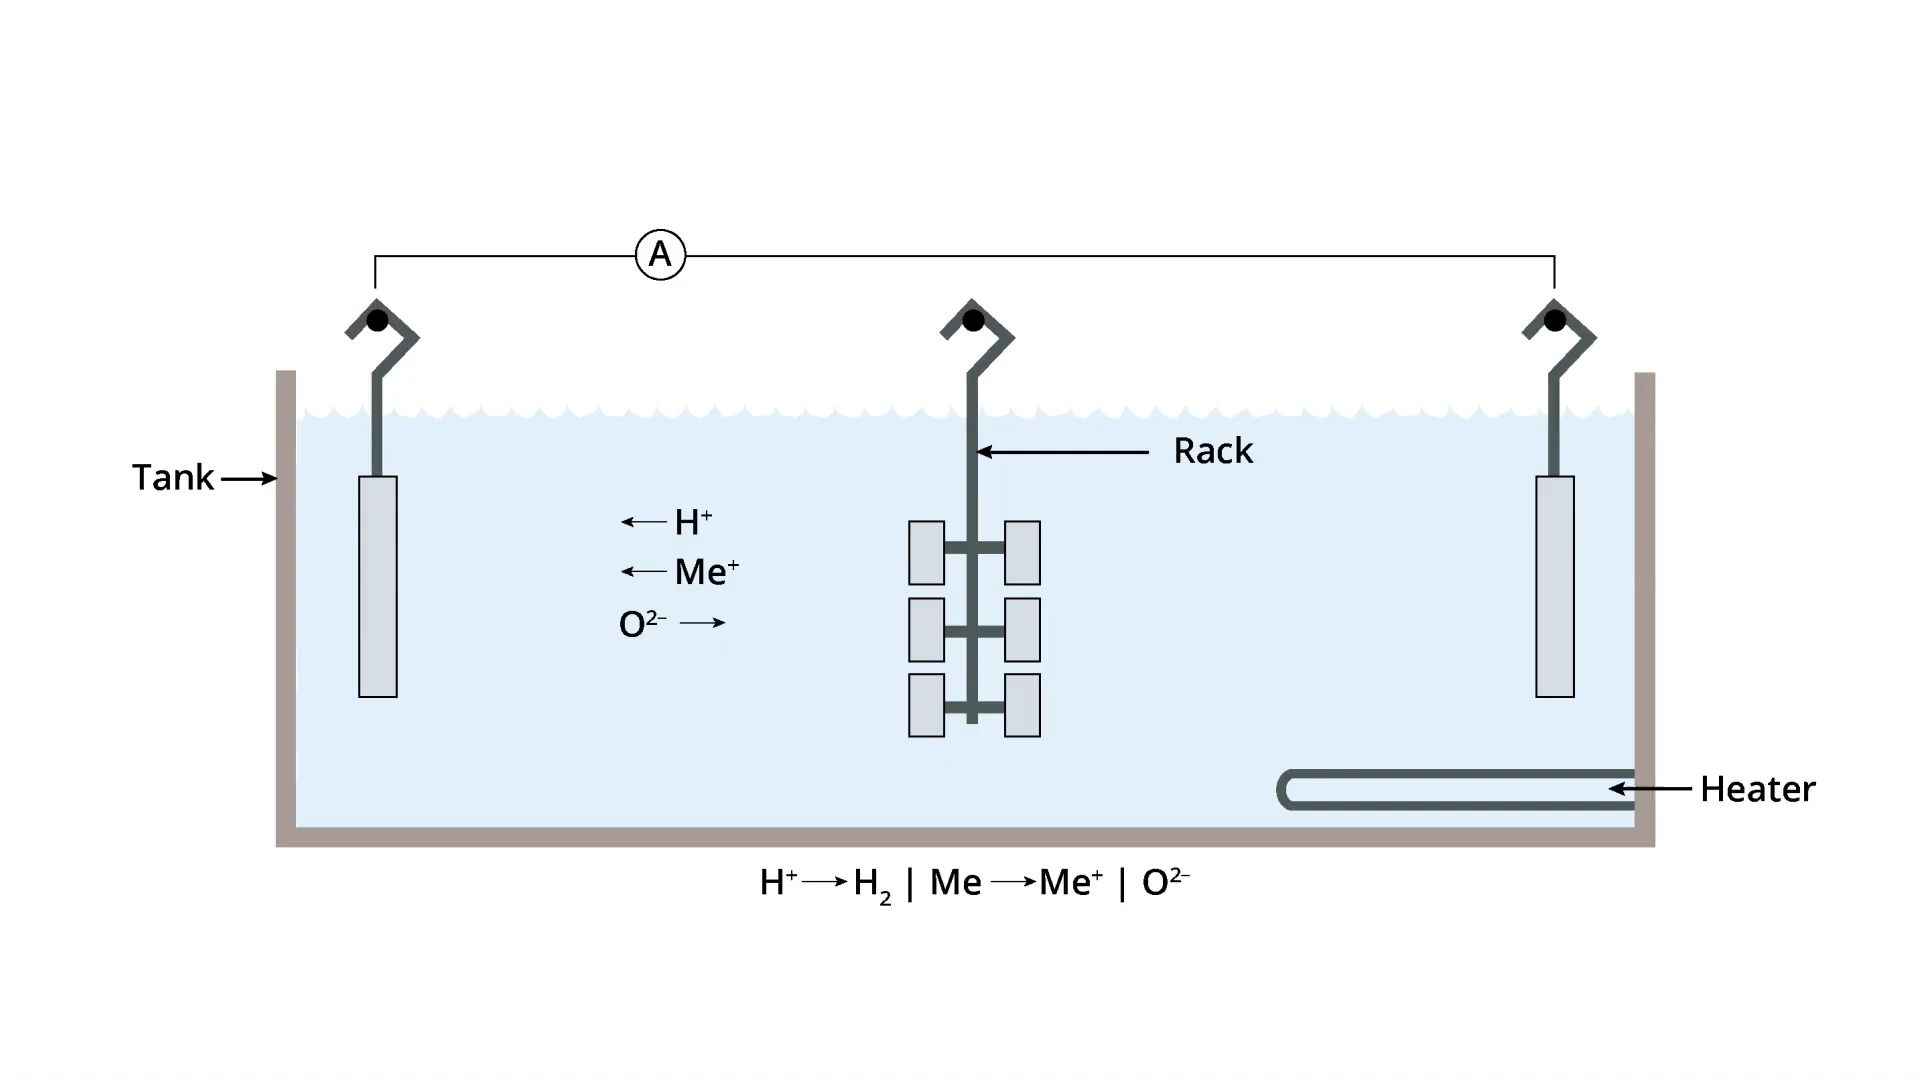 A
Rack
Tank
H⁺
Me⁺
O²⁻
Heater
H⁺→H₂ | Me→Me⁺ | O²⁻